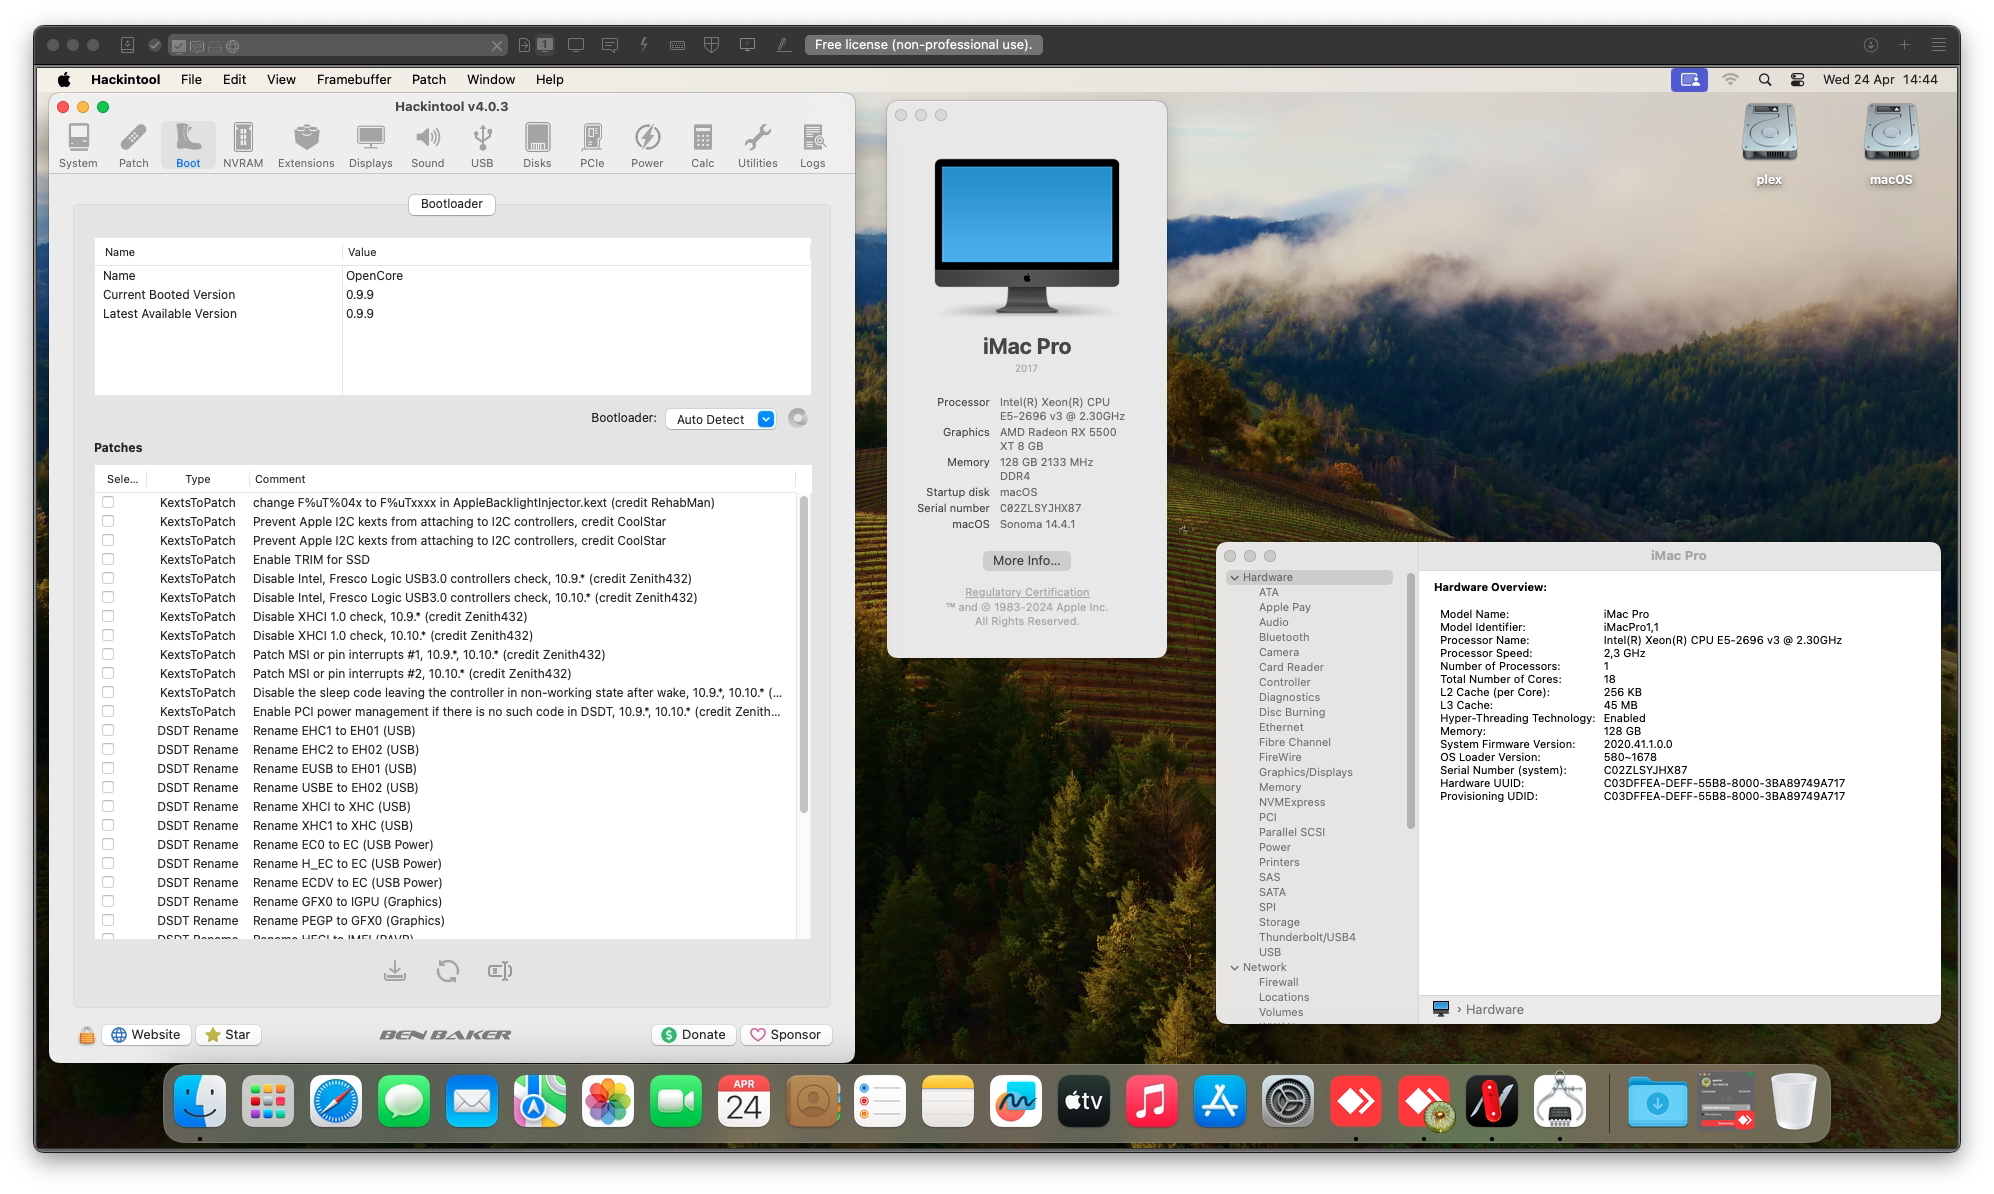 1
Free license (non-professional use).
Hackintool File Edit View Framebuffer Patch Window Help
Wed 24 Apr 14:44
Hackintool v4.0.3
System Patch Boot NVRAM Extensions Displays Sound USB Disks PCIe Power Calc Utilities Logs
Bootloader
Name Value
Name OpenCore
Current Booted Version 0.9.9
Latest Available Version 0.9.9
Bootloader: Auto Detect
Patches
Sele... Type Comment
KextsToPatch change F%uT%04x to F%uTxxxx in AppleBacklightInjector.kext (credit RehabMan)
KextsToPatch Prevent Apple I2C kexts from attaching to I2C controllers, credit CoolStar
KextsToPatch Prevent Apple I2C kexts from attaching to I2C controllers, credit CoolStar
KextsToPatch Enable TRIM for SSD
KextsToPatch Disable Intel, Fresco Logic USB3.0 controllers check, 10.9.* (credit Zenith432)
KextsToPatch Disable Intel, Fresco Logic USB3.0 controllers check, 10.10.* (credit Zenith432)
KextsToPatch Disable XHCI 1.0 check, 10.9.* (credit Zenith432)
KextsToPatch Disable XHCI 1.0 check, 10.10.* (credit Zenith432)
KextsToPatch Patch MSI or pin interrupts #1, 10.9.*, 10.10.* (credit Zenith432)
KextsToPatch Patch MSI or pin interrupts #2, 10.10.* (credit Zenith432)
KextsToPatch Disable the sleep code leaving the controller in non-working state after wake, 10.9.*, 10.10.* (...
KextsToPatch Enable PCI power management if there is no such code in DSDT, 10.9.*, 10.10.* (credit Zenith...
DSDT Rename Rename EHC1 to EH01 (USB)
DSDT Rename Rename EHC2 to EH02 (USB)
DSDT Rename Rename EUSB to EH01 (USB)
DSDT Rename Rename USBE to EH02 (USB)
DSDT Rename Rename XHCI to XHC (USB)
DSDT Rename Rename XHC1 to XHC (USB)
DSDT Rename Rename EC0 to EC (USB Power)
DSDT Rename Rename H_EC to EC (USB Power)
DSDT Rename Rename ECDV to EC (USB Power)
DSDT Rename Rename GFX0 to IGPU (Graphics)
DSDT Rename Rename PEGP to GFX0 (Graphics)
Website Star BEN BAKER Donate Sponsor
iMac Pro
2017
Processor Intel(R) Xeon(R) CPU
E5-2696 v3 @ 2.30GHz
Graphics AMD Radeon RX 5500
XT 8 GB
Memory 128 GB 2133 MHz
DDR4
Startup disk macOS
Serial number C02ZLSYJHX87
macOS Sonoma 14.4.1
More Info...
Regulatory Certification
™ and © 1983-2024 Apple Inc.
All Rights Reserved.
plex macOS
iMac Pro
Hardware
ATA
Apple Pay
Audio
Bluetooth
Camera
Card Reader
Controller
Diagnostics
Disc Burning
Ethernet
Fibre Channel
FireWire
Graphics/Displays
Memory
NVMExpress
PCI
Parallel SCSI
Power
Printers
SAS
SATA
SPI
Storage
Thunderbolt/USB4
USB
Network
Firewall
Locations
Volumes
Hardware Overview:
Model Name: iMac Pro
Model Identifier: iMacPro1,1
Processor Name: Intel(R) Xeon(R) CPU E5-2696 v3 @ 2.30GHz
Processor Speed: 2,3 GHz
Number of Processors: 1
Total Number of Cores: 18
L2 Cache (per Core): 256 KB
L3 Cache: 45 MB
Hyper-Threading Technology: Enabled
Memory: 128 GB
System Firmware Version: 2020.41.1.0.0
OS Loader Version: 580~1678
Serial Number (system): C02ZLSYJHX87
Hardware UUID: C03DFFEA-DEFF-55B8-8000-3BA89749A717
Provisioning UDID: C03DFFEA-DEFF-55B8-8000-3BA89749A717
› Hardware
APR
24
tv